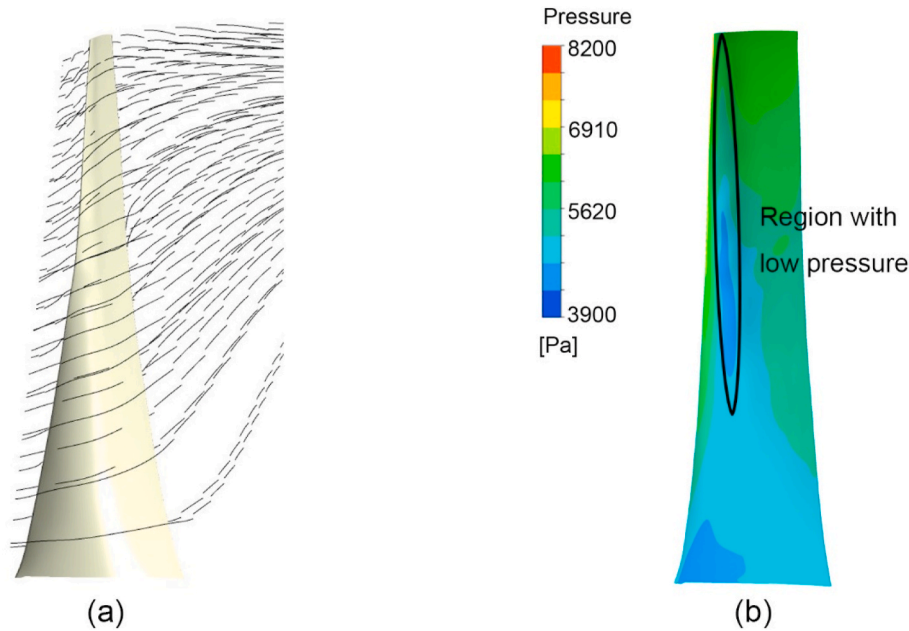 Pressure
8200
6910
5620
3900
[Pa]
Region with
low pressure
(a)
(b)